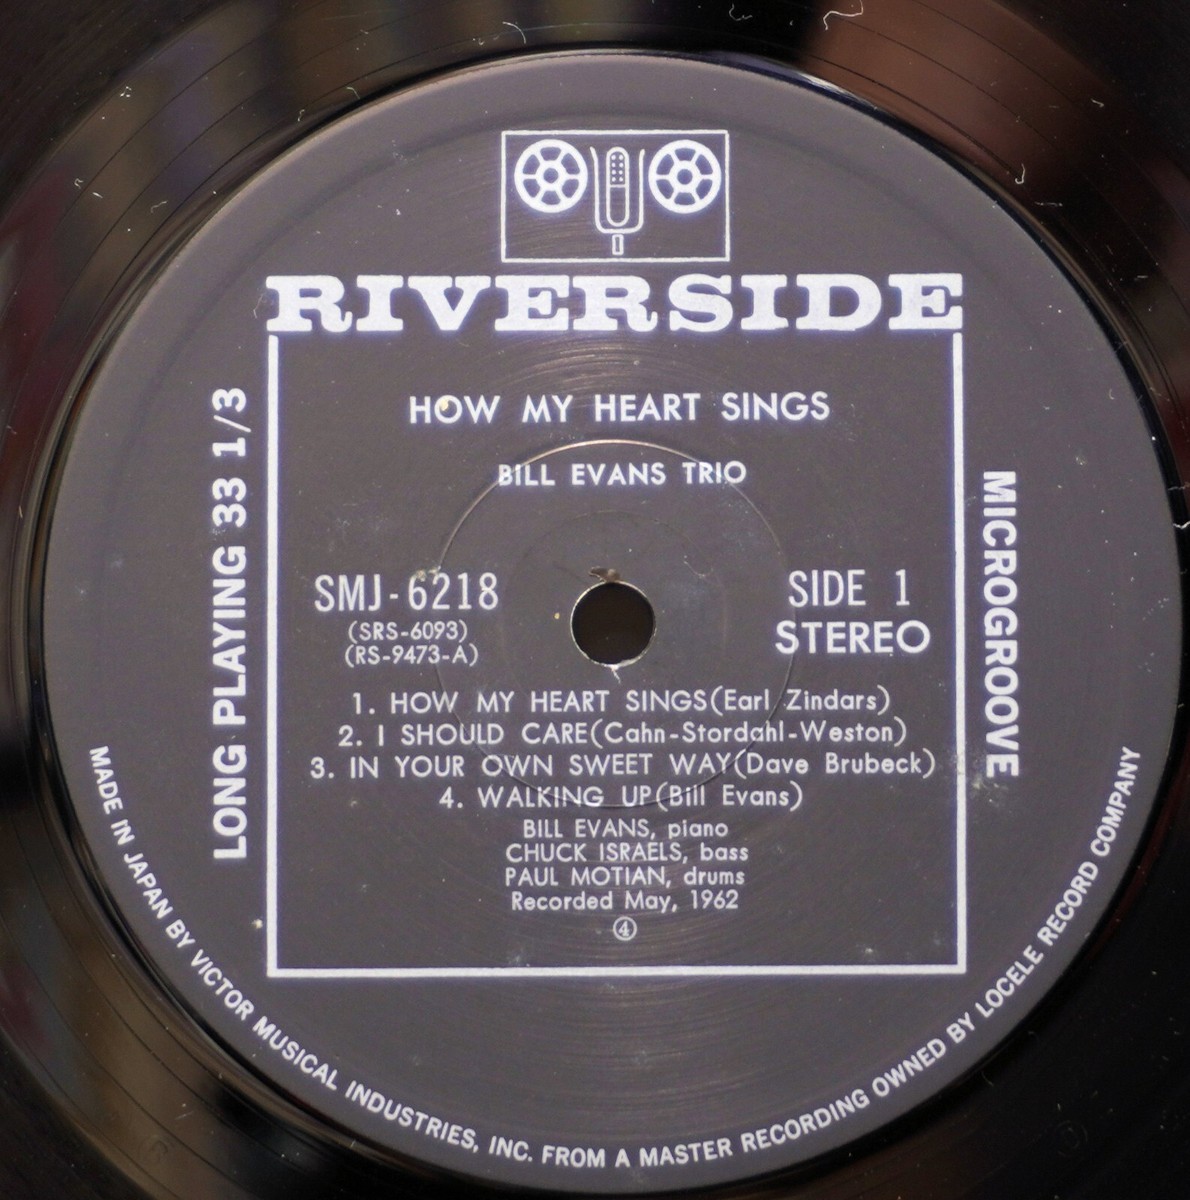 RIVERSIDE
HOW MY HEART SINGS
BILL EVANS TRIO
LONG PLAYING 33 1/3
MICROGROOVE
SMJ-6218
(SRS-6093)
(RS-9473-A)
SIDE 1
STEREO
1. HOW MY HEART SINGS(Earl Zindars)
2. I SHOULD CARE(Cahn-Stordahl-Weston)
3. IN YOUR OWN SWEET WAY(Dave Brubeck)
4. WALKING UP(Bill Evans)
BILL EVANS, piano
CHUCK ISRAELS, bass
PAUL MOTIAN, drums
Recorded May, 1962
④
MADE IN JAPAN BY VICTOR MUSICAL INDUSTRIES, INC. FROM A MASTER RECORDING OWNED BY LOCELE RECORD COMPANY